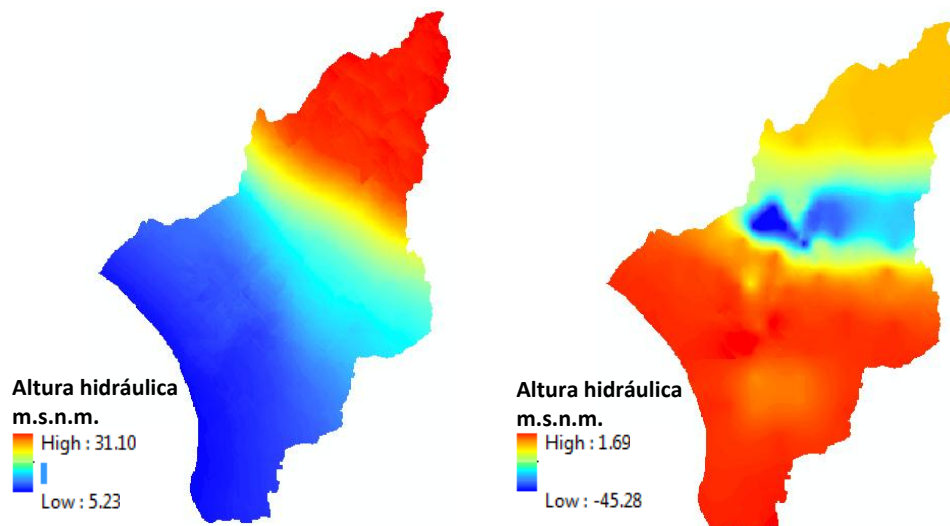 Altura hidráulica
m.s.n.m.
High : 31.10
Low : 5.23
Altura hidráulica
m.s.n.m.
High : 1.69
Low : -45.28